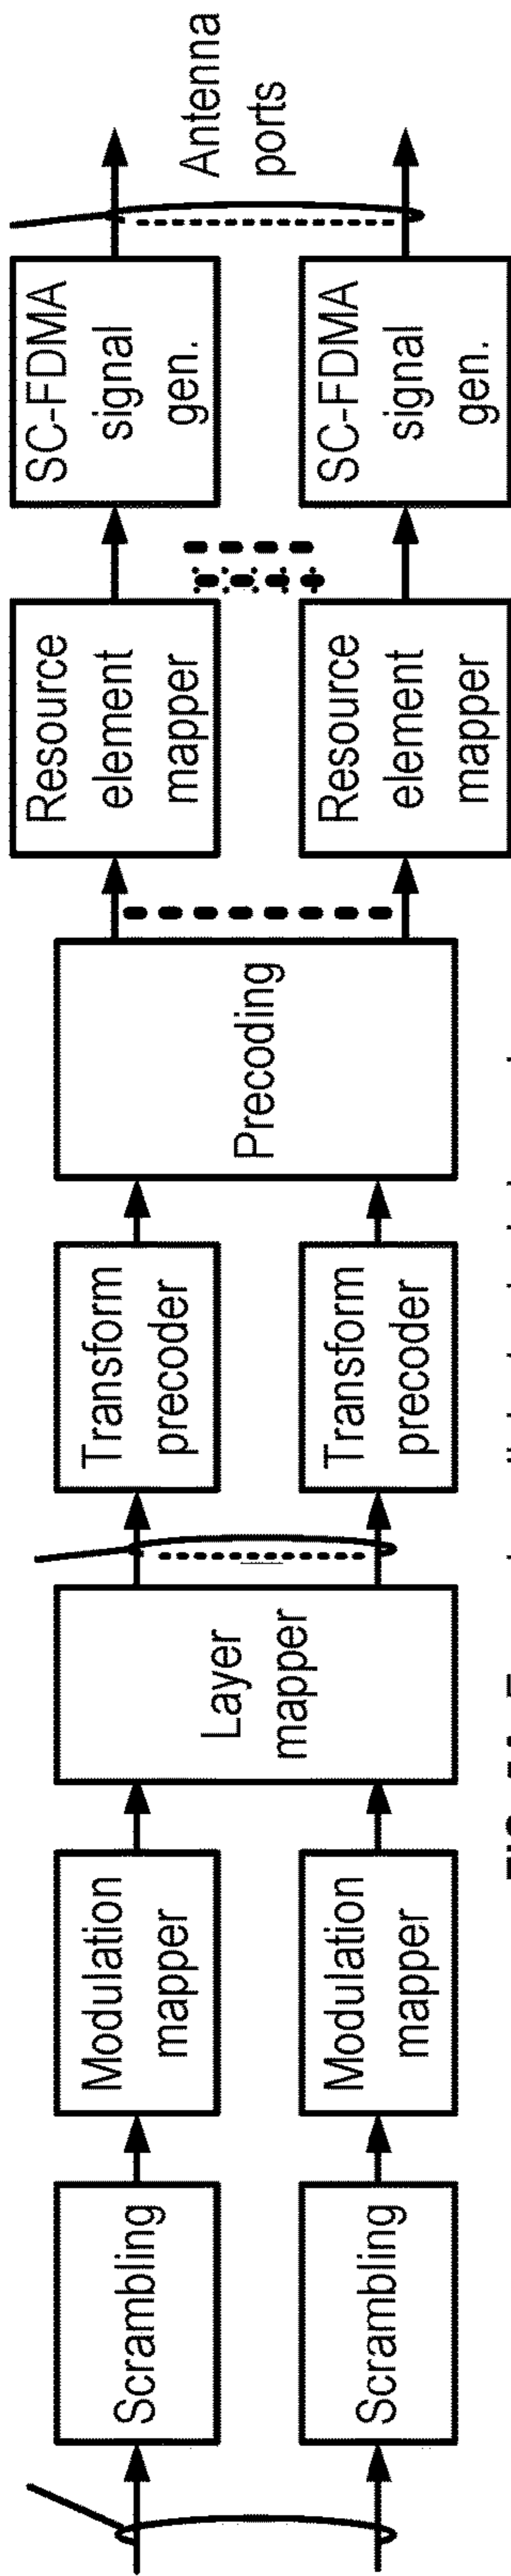 Scrambling
Scrambling
Modulation
mapper
Modulation
mapper
Layer
mapper
Transform
precoder
Transform
precoder
Precoding
Resource
element
mapper
Resource
element
mapper
SC-FDMA
signal
gen.
SC-FDMA
signal
gen.
Antenna
ports